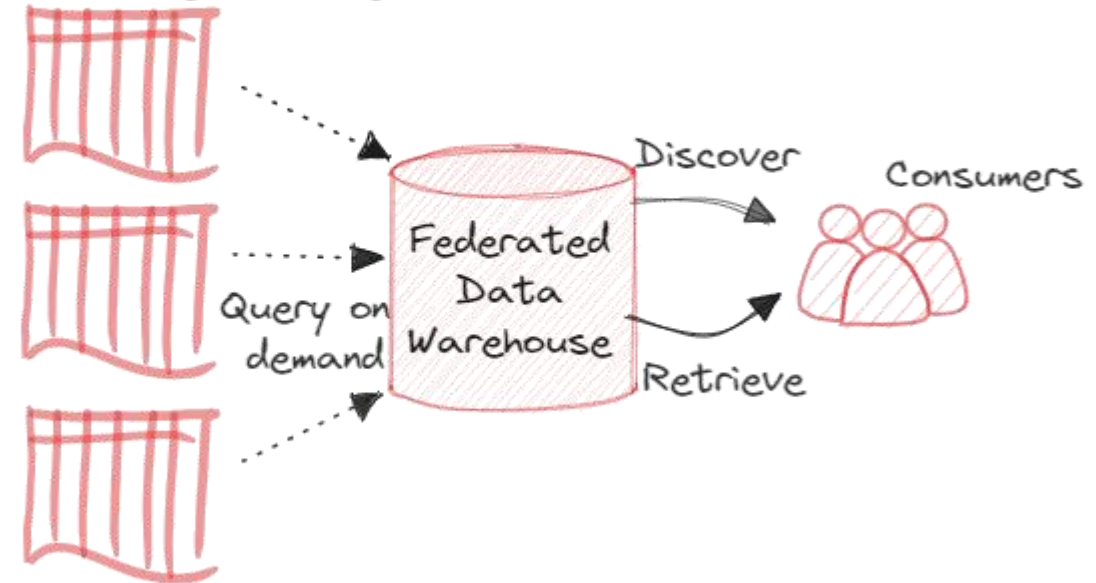 Discover
Consumers
Federated
Data
Warehouse
Query on
demand
Retrieve